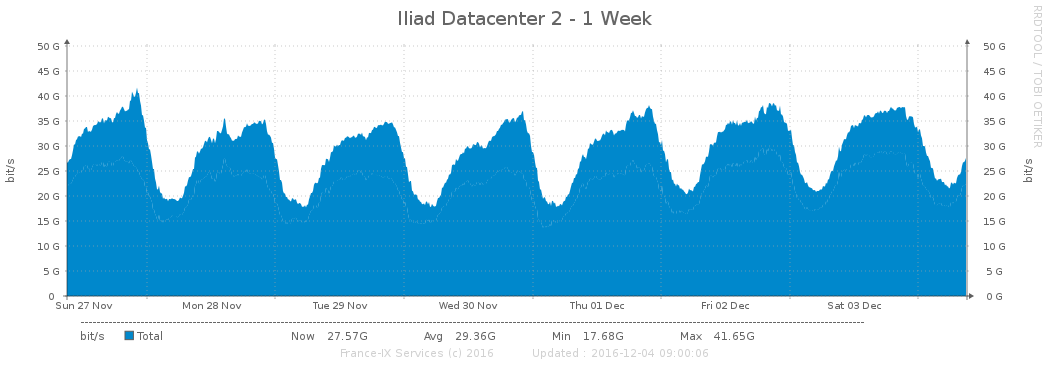 Iliad Datacenter 2 - 1 Week
RRDTOOL / TOBI OETIKER
bit/s
50 G 50 G
45 G 45 G
40 G 40 G
35 G 35 G
30 G 30 G
25 G 25 G
20 G 20 G
15 G 15 G
10 G 10 G
5 G 5 G
0 0 G
bit/s
Sun 27 Nov Mon 28 Nov Tue 29 Nov Wed 30 Nov Thu 01 Dec Fri 02 Dec Sat 03 Dec
bit/s Total Now 27.57G Avg 29.36G Min 17.68G Max 41.65G
France-IX Services (c) 2016 Updated : 2016-12-04 09:00:06